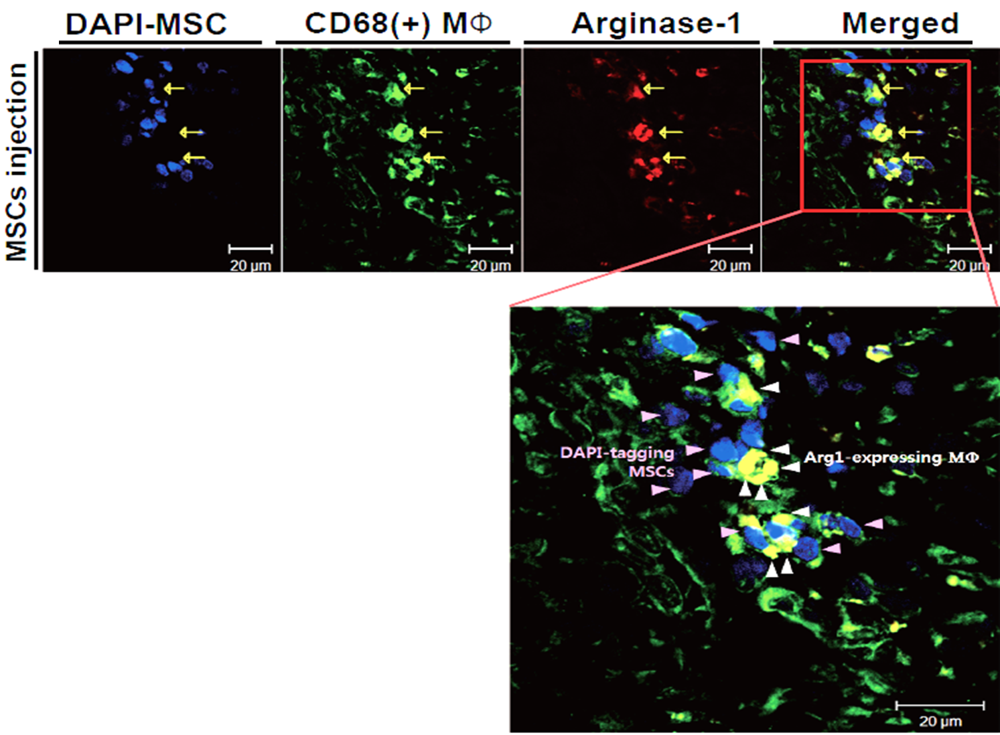 DAPI-MSC
CD68(+) MΦ
Arginase-1
Merged
MSCs injection
20 µm
20 µm
20 µm
20 µm
DAPI-tagging
MSCs
Arg1-expressing MΦ
20 µm